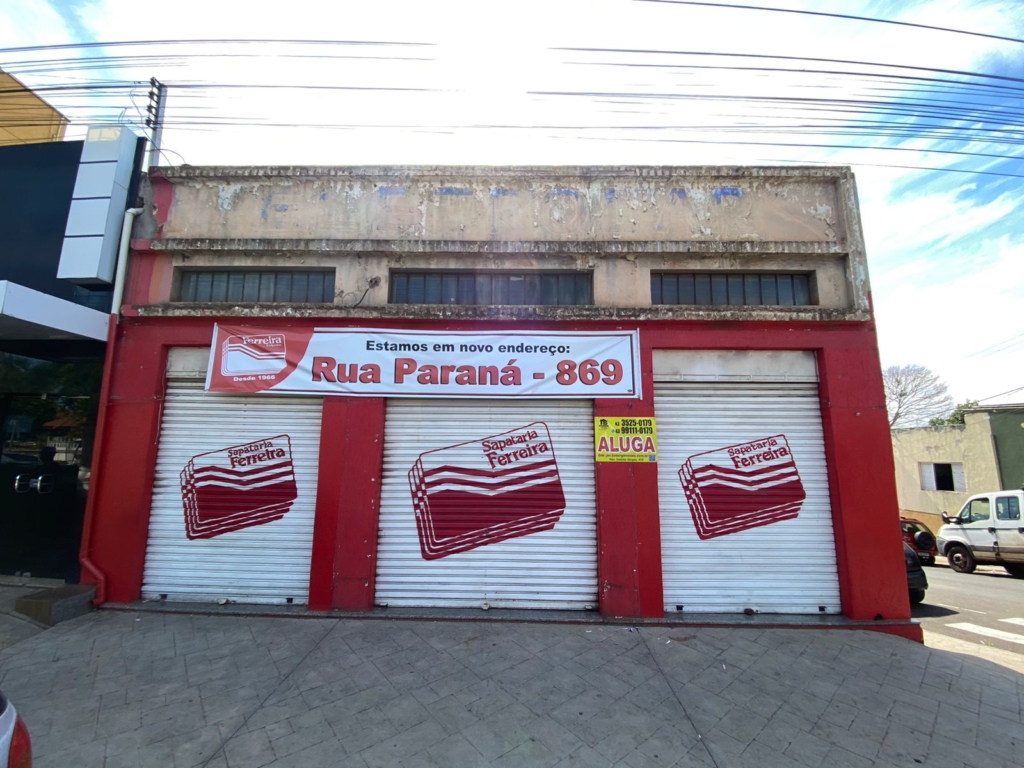 Ferreira
Desde 1966
Estamos em novo endereço:
Rua Paraná - 869
3525-0179
99111-0179
ALUGA
Sapataria
Ferreira
Sapataria
Ferreira
Sapataria
Ferreira